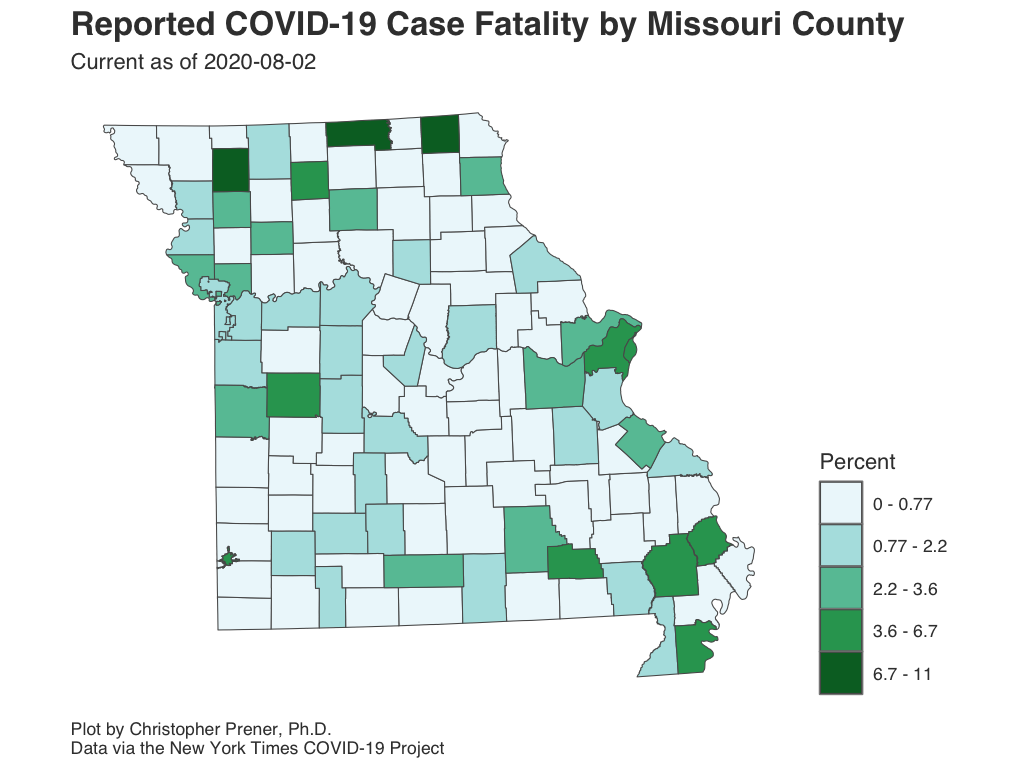 Reported COVID-19 Case Fatality by Missouri County
Current as of 2020-08-02
Percent
0 - 0.77
0.77 - 2.2
2.2 - 3.6
3.6 - 6.7
6.7 - 11
Plot by Christopher Prener, Ph.D.
Data via the New York Times COVID-19 Project